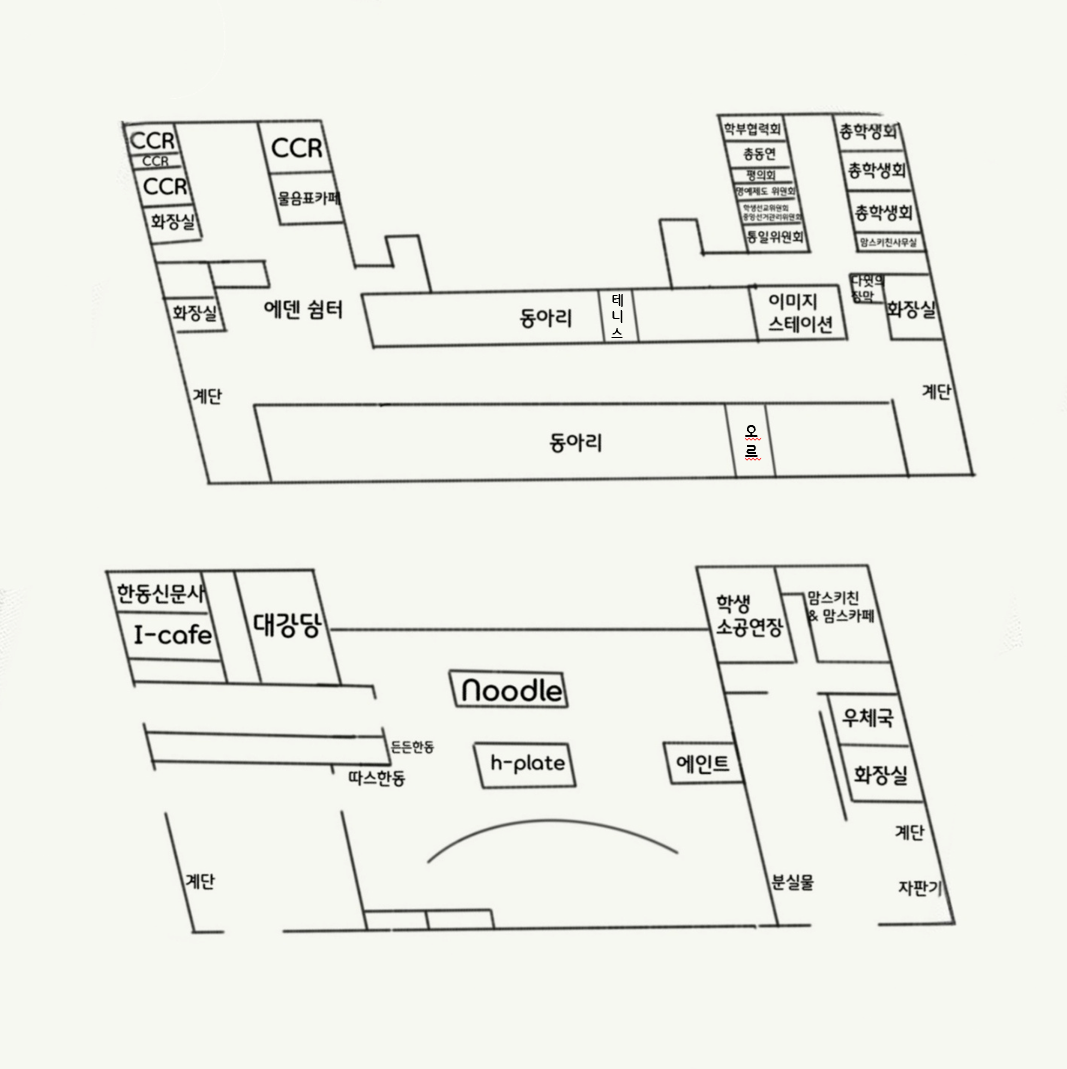 CCR
CCR
CCR
화장실
CCR
물음표카페
화장실
에덴 쉼터
계단
학부협력회
총동연
평의회
명예제도 위원회
학생선교위원회
중앙선거관리위원회
통일위원회
총학생회
총학생회
총학생회
맘스키친사무실
다윗의
장막
화장실
동아리
테
니
스
이미지
스테이션
계단
동아리
오
르
한동신문사
I-cafe
대강당
학생
소공연장
맘스키친
& 맘스카페
Noodle
우체국
든든한동
h-plate
에인트
화장실
따스한동
계단
계단
분실물
자판기